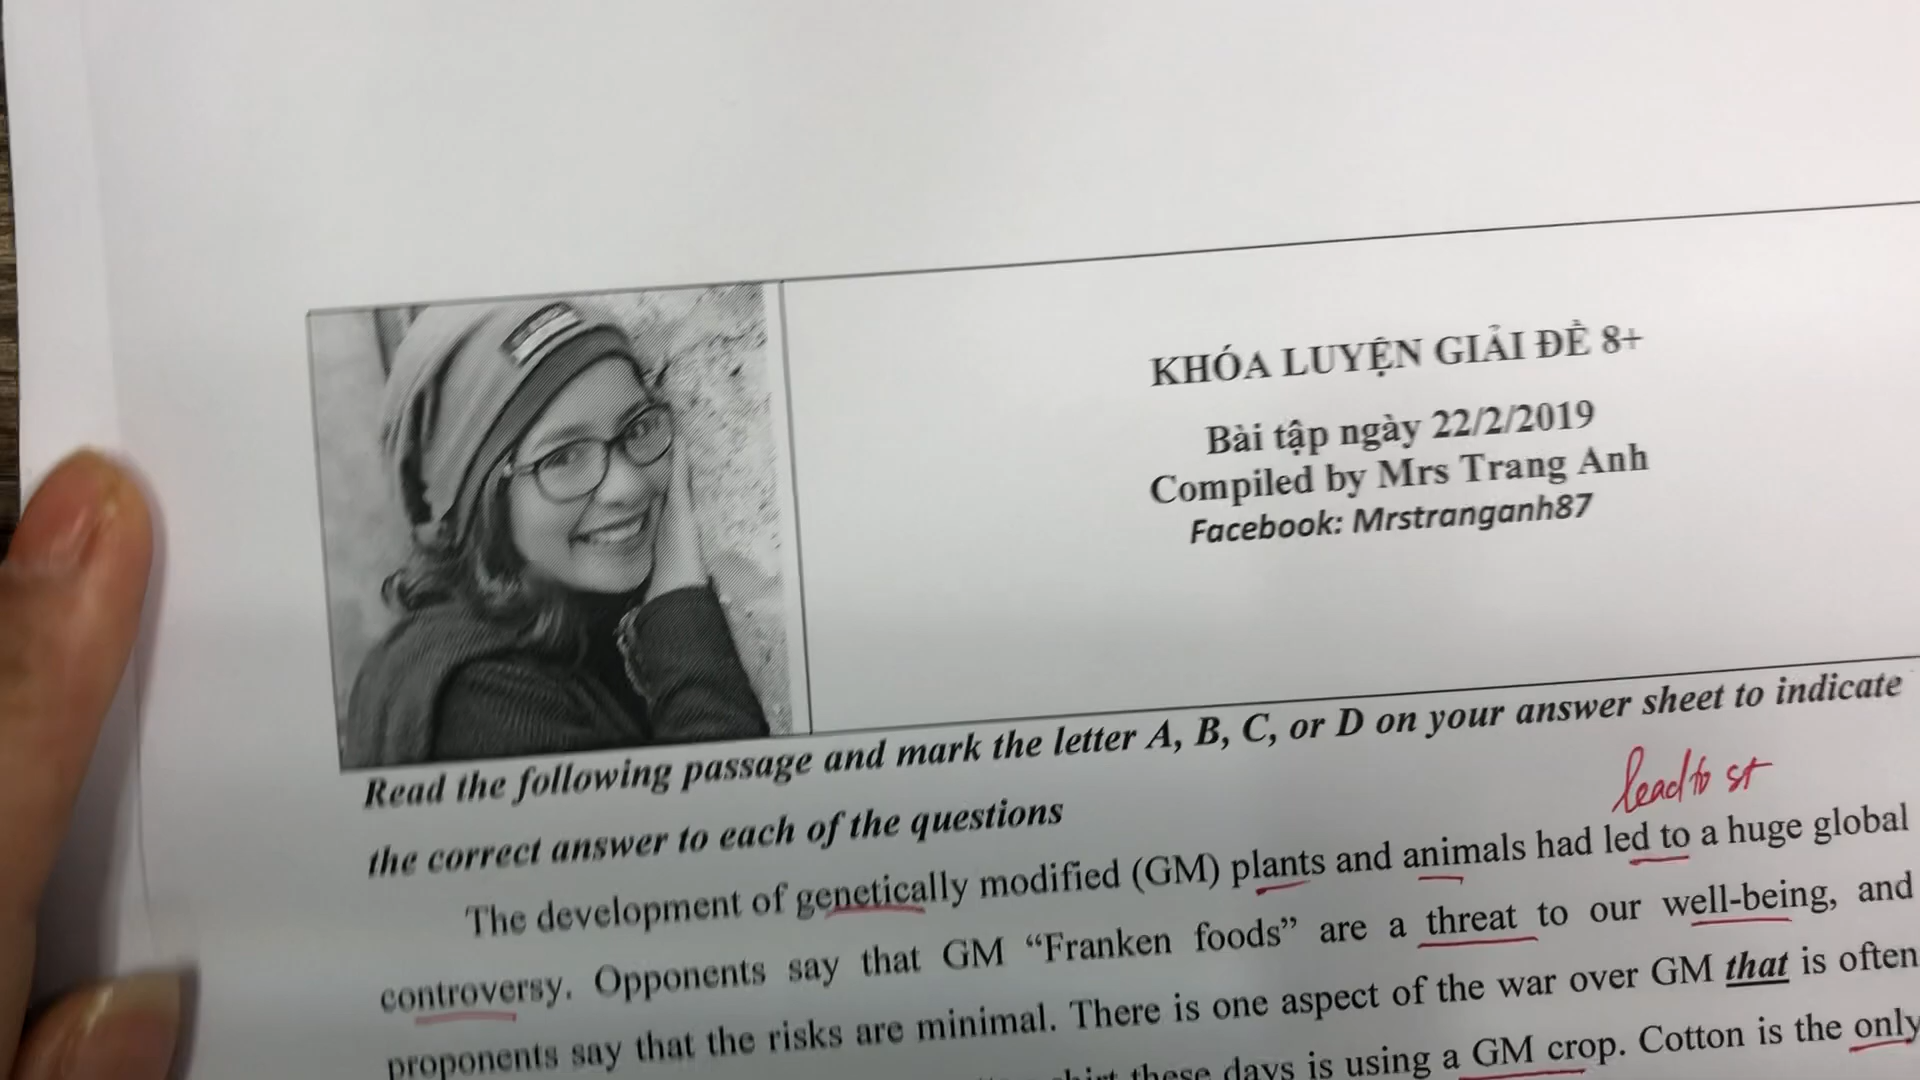 KHÓA LUYỆN GIẢI ĐỀ 8+
Bài tập ngày 22/2/2019
Compiled by Mrs Trang Anh
Facebook: Mrstranganh87
Read the following passage and mark the letter A, B, C, or D on your answer sheet to indicate
the correct answer to each of the questions
lead to st
The development of genetically modified (GM) plants and animals had led to a huge global
controversy. Opponents say that GM “Franken foods” are a threat to our well-being, and
proponents say that the risks are minimal. There is one aspect of the war over GM that is often
these days is using a GM crop. Cotton is the only